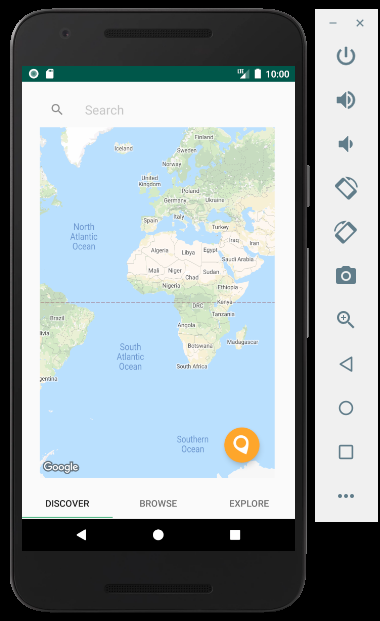 10:00
Search
Finland
Iceland
Norway
Sweden
United
Kingdom
Poland
Germany
Ukraine
Italy
Spain
Turkey
North
Atlantic
Ocean
Iraq
Iran
Algeria
Libya
Egypt
Saudi Arabia
Mali
Niger
Chad
Sudan
Nigeria
Ethiopia
Kenya
DRC
Brazil
Tanzania
Angola
livia
Botswana
Madagascar
South
Atlantic
Ocean
South Africa
gentina
Southern
Ocean
Google
DISCOVER
BROWSE
EXPLORE